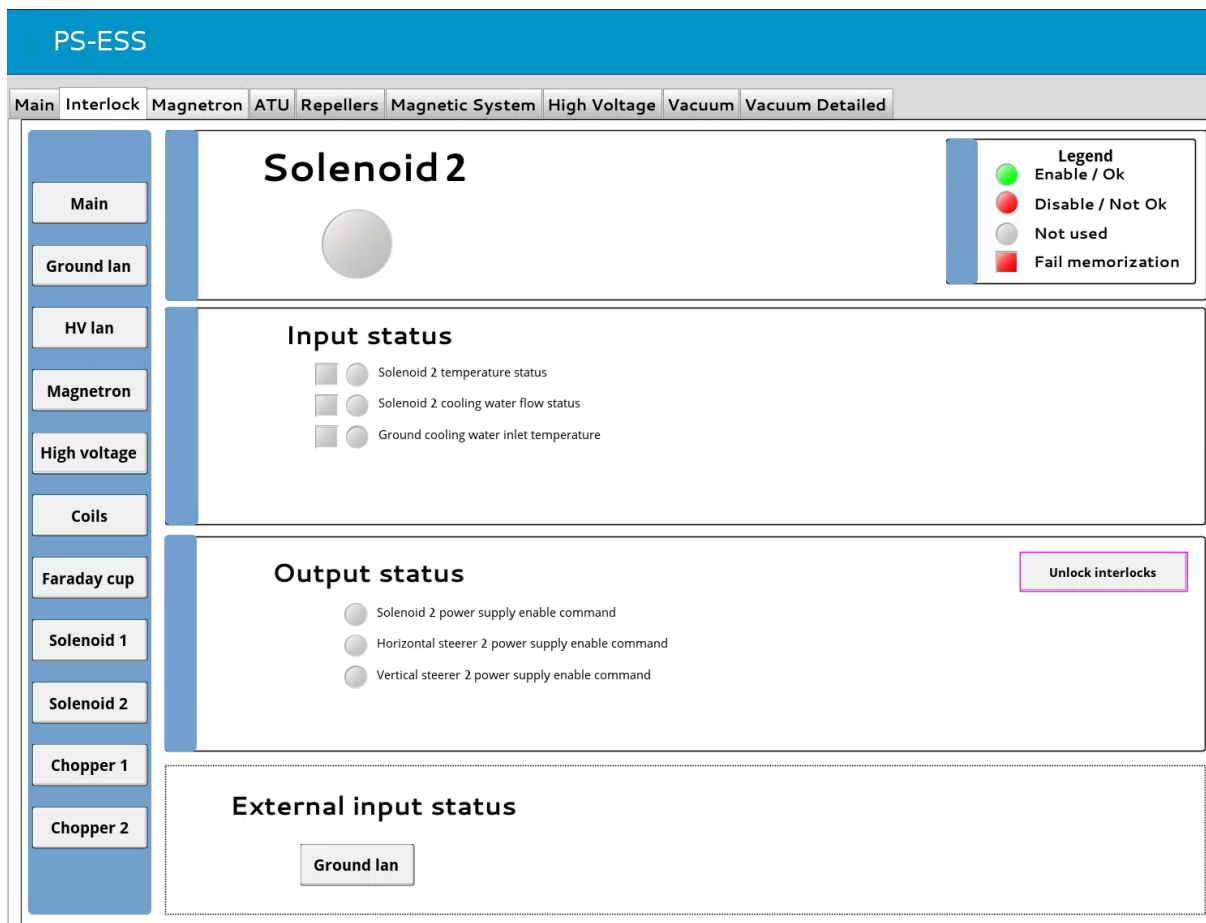 PS-ESS
Main Interlock Magnetron ATU Repellers Magnetic System High Voltage Vacuum Vacuum Detailed
Main
Ground lan
HV lan
Magnetron
High voltage
Coils
Faraday cup
Solenoid 1
Solenoid 2
Chopper 1
Chopper 2
Solenoid 2
Legend
Enable / Ok
Disable / Not Ok
Not used
Fail memorization
Input status
Solenoid 2 temperature status
Solenoid 2 cooling water flow status
Ground cooling water inlet temperature
Output status
Unlock interlocks
Solenoid 2 power supply enable command
Horizontal steerer 2 power supply enable command
Vertical steerer 2 power supply enable command
External input status
Ground lan